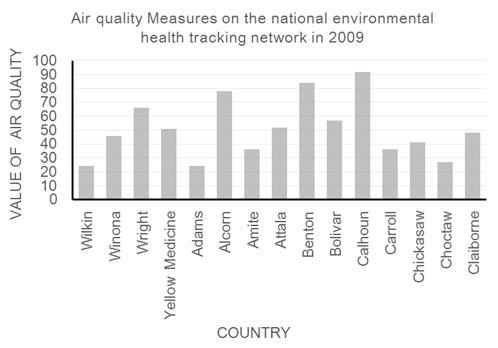 Air quality Measures on the national environmental
health tracking network in 2009
VALUE OF AIR QUALITY
100
90
80
70
60
50
40
30
20
10
0
Wilkin
Winona
Wright
Yellow Medicine
Adams
Alcorn
Amite
Attala
Benton
Bolivar
Calhoun
Carroll
Chickasaw
Choctaw
Claiborne
COUNTRY